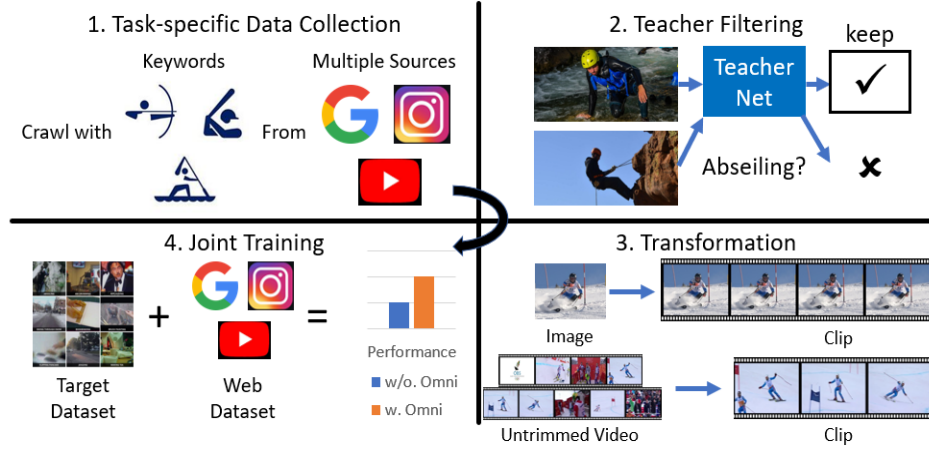 1. Task-specific Data Collection
Keywords
Multiple Sources
Crawl with
From
2. Teacher Filtering
keep
Teacher
Net
Abseiling?
4. Joint Training
+
=
Target
Dataset
Web
Dataset
Performance
w/o. Omni
w. Omni
3. Transformation
Image
Clip
Untrimmed Video
Clip